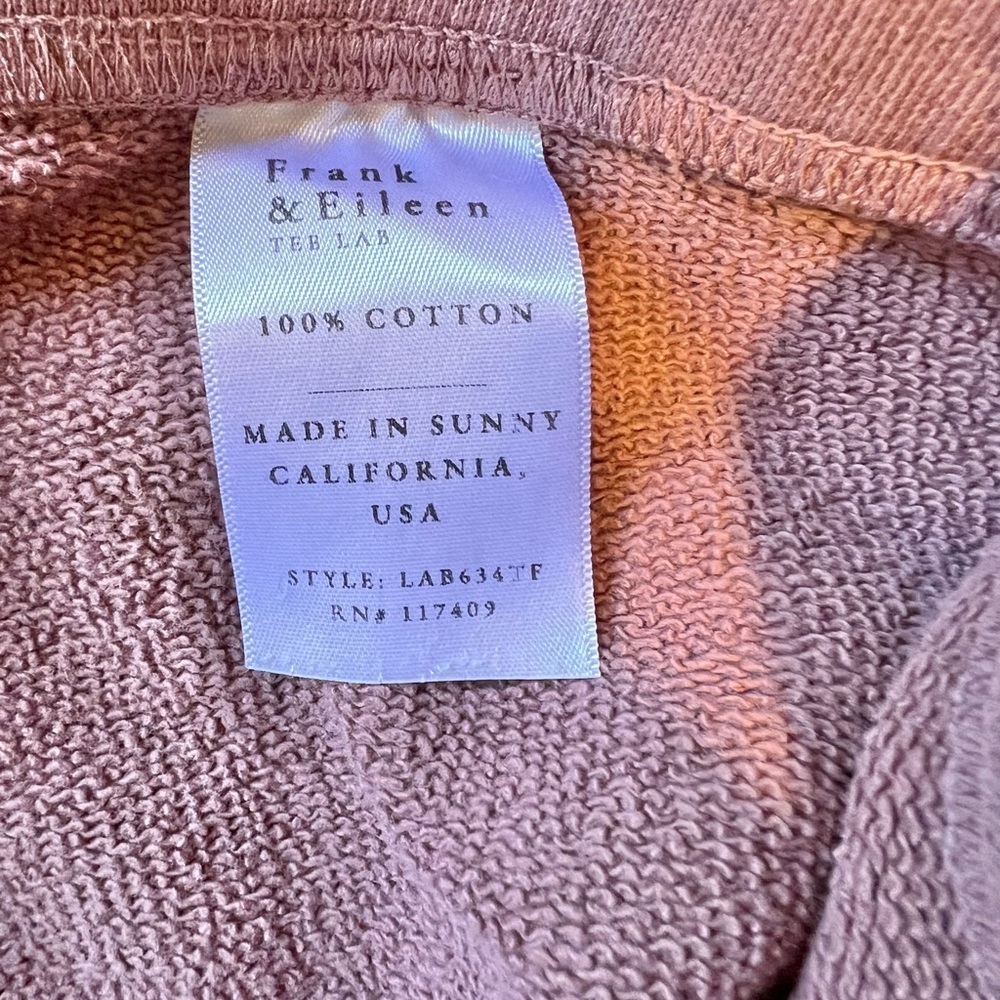 Frank
& Eileen
TEE LAB
100% COTTON
MADE IN SUNNY
CALIFORNIA,
USA
STYLE: LAB634TF
RN# 117409